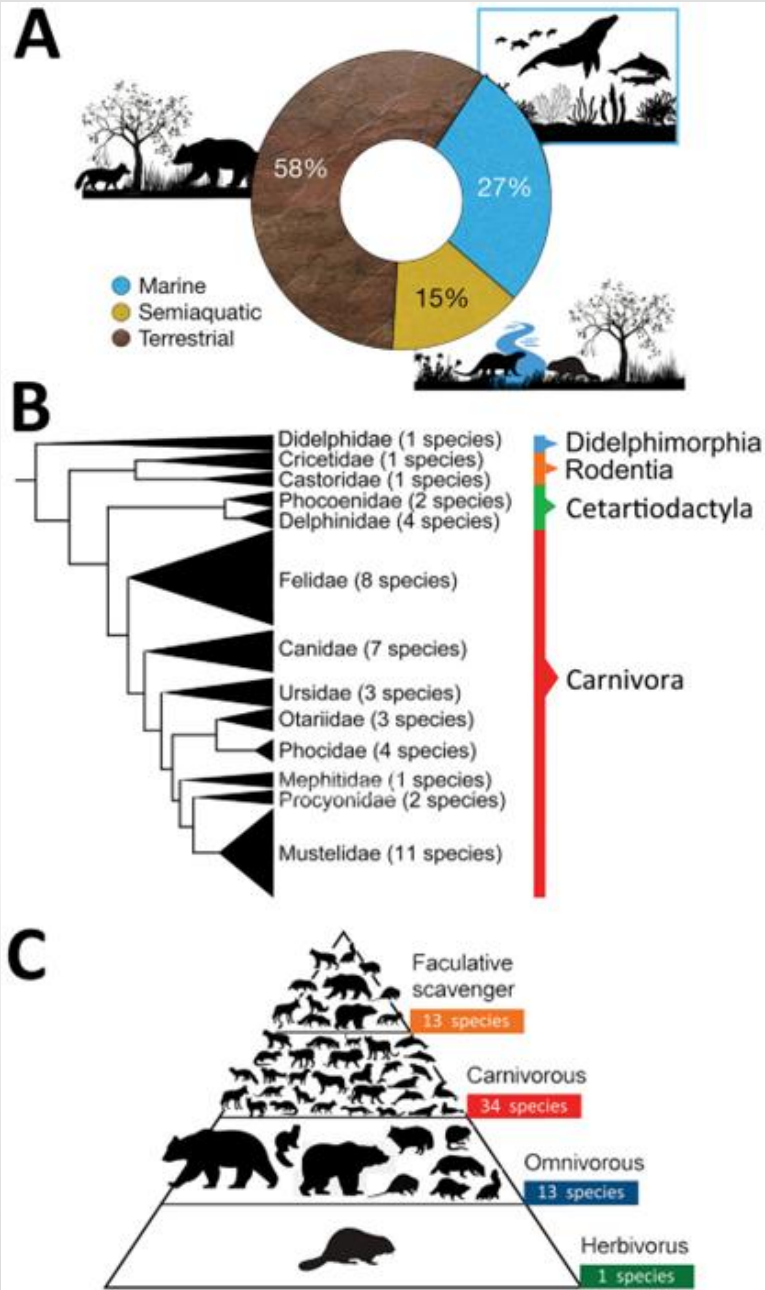 A
58%
27%
15%
Marine
Semiaquatic
Terrestrial
B
Didelphidae (1 species)
Cricetidae (1 species)
Castoridae (1 species)
Phocoenidae (2 species)
Delphinidae (4 species)
Felidae (8 species)
Canidae (7 species)
Ursidae (3 species)
Otariidae (3 species)
Phocidae (4 species)
Mephitidae (1 species)
Procyonidae (2 species)
Mustelidae (11 species)
Didelphimorphia
Rodentia
Cetartiodactyla
Carnivora
C
Faculative
scavenger
13 species
Carnivorous
34 species
Omnivorous
13 species
Herbivorus
1 species